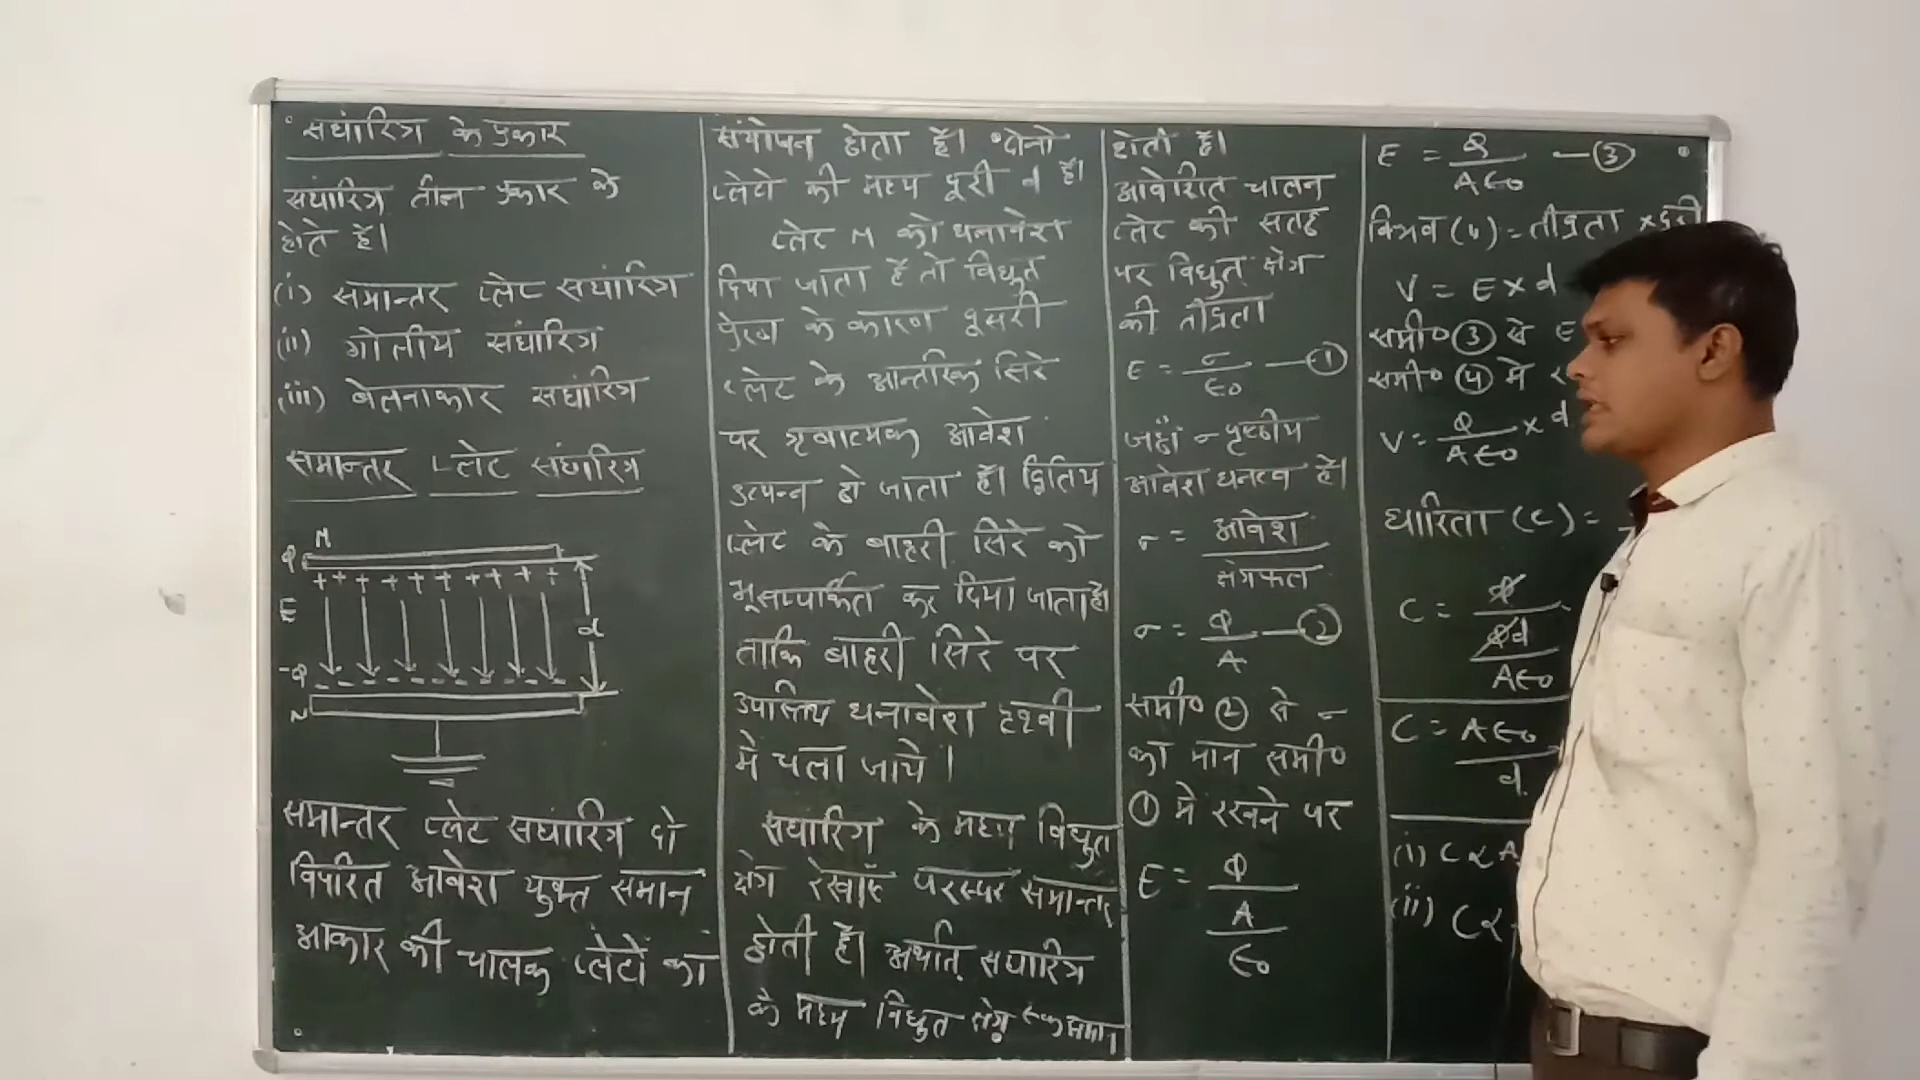 संधारित्र के प्रकार
संधारित्र तीन प्रकार के
होते हैं।
(i) समान्तर प्लेट संधारित्र
(ii) गोलीय संधारित्र
(iii) बेलनाकार संधारित्र
समान्तर प्लेट संधारित्र
M
Q
+ + + + + + + + +
E
d
-Q
- - - - - - - - -
N
समान्तर प्लेट संधारित्र दो
विपरित आवेश युक्त समान
आकार की चालक प्लेटों का
संयोजन होता है। दोनो
प्लेटो की मध्य दूरी d है।
प्लेट M को धनावेश
दिया जाता है तो विद्युत
प्रेरण के कारण दूसरी
प्लेट के आन्तरिक सिरे
पर ऋणात्मक आवेश
उत्पन्न हो जाता है। द्वितिय
प्लेट के बाहरी सिरे को
भूसम्पर्कित कर दिया जाता है।
ताकि बाहरी सिरे पर
उपस्तिथ धनावेश पृथ्वी
मे चला जाये।
संधारित्र के मध्य विधुत
क्षेत्र रेखाएँ परस्पर समान्तर
होती है। अर्थात् संधारित्र
के मध्य विधुत क्षेत्र एकसमान
होती है।
आवेशित चालन
प्लेट की सतह
पर विद्युत क्षेत्र
की तीव्रता
E = σ/ϵ₀ —①
जहाँ σ पृष्ठीय
आवेश घनत्व है।
σ = आवेश/क्षेत्रफल
σ = Q/A —②
समी० ② से σ
का मान समी०
① मे रखने पर
E = Q/A/ϵ₀
E = Q/Aϵ₀ —③
विभव (V) = तीव्रता × दूरी
V = E × d
समी० ③ से E
समी० ④ मे
V = Q/Aϵ₀ × d
धारिता (C) =
C = Q/Qd/Aϵ₀
C = Aϵ₀/d
(i) C ∝ A
(ii) C ∝